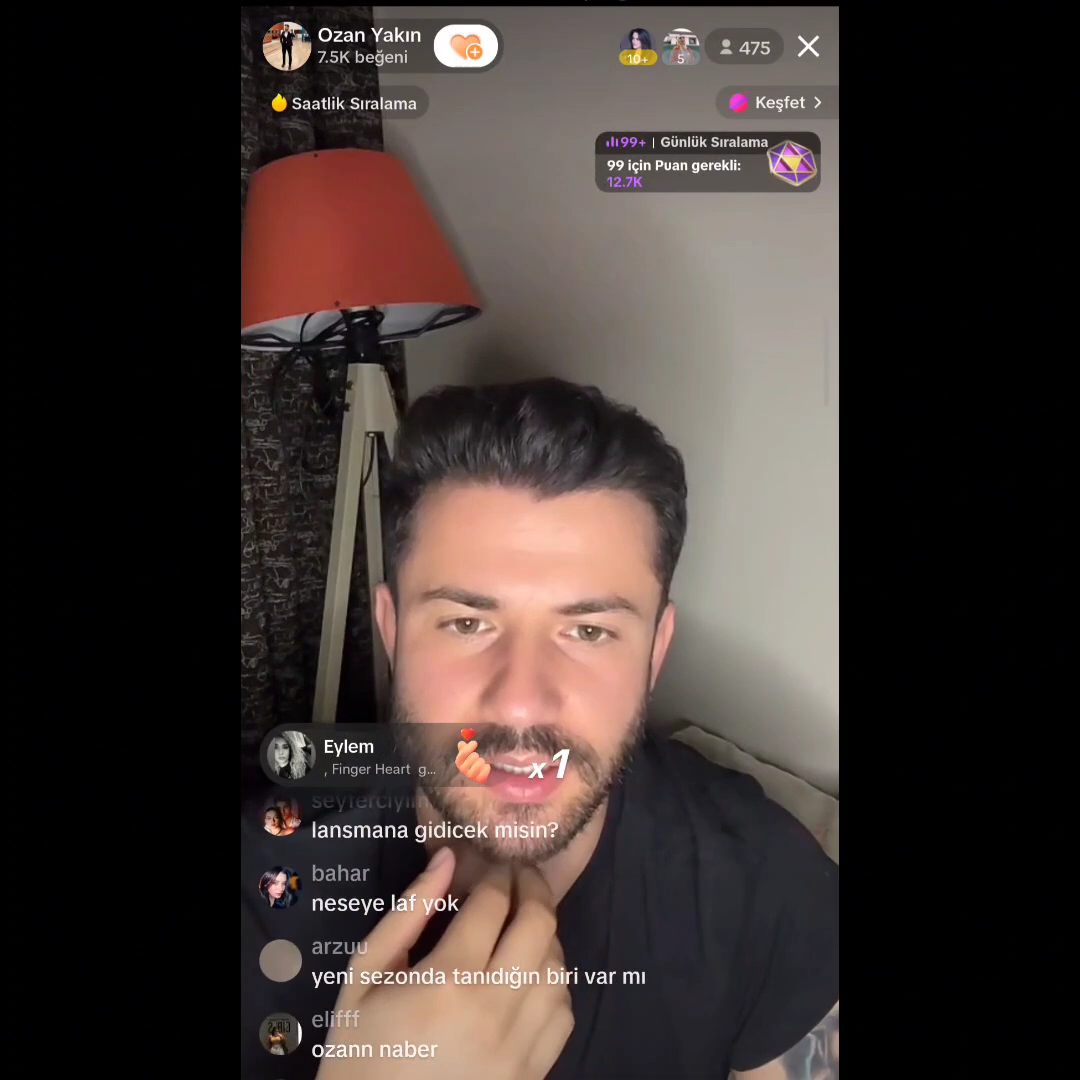 Ozan Yakın
7.5K beğeni
10+
5
475
Saatlik Sıralama
Keşfet
99+ | Günlük Sıralama
99 için Puan gerekli:
12.7K
Eylem
, Finger Heart g...
x1
lansmana gidicek misin?
bahar
neseye laf yok
arzuu
yeni sezonda tanıdığın biri var mı
elifff
ozann naber